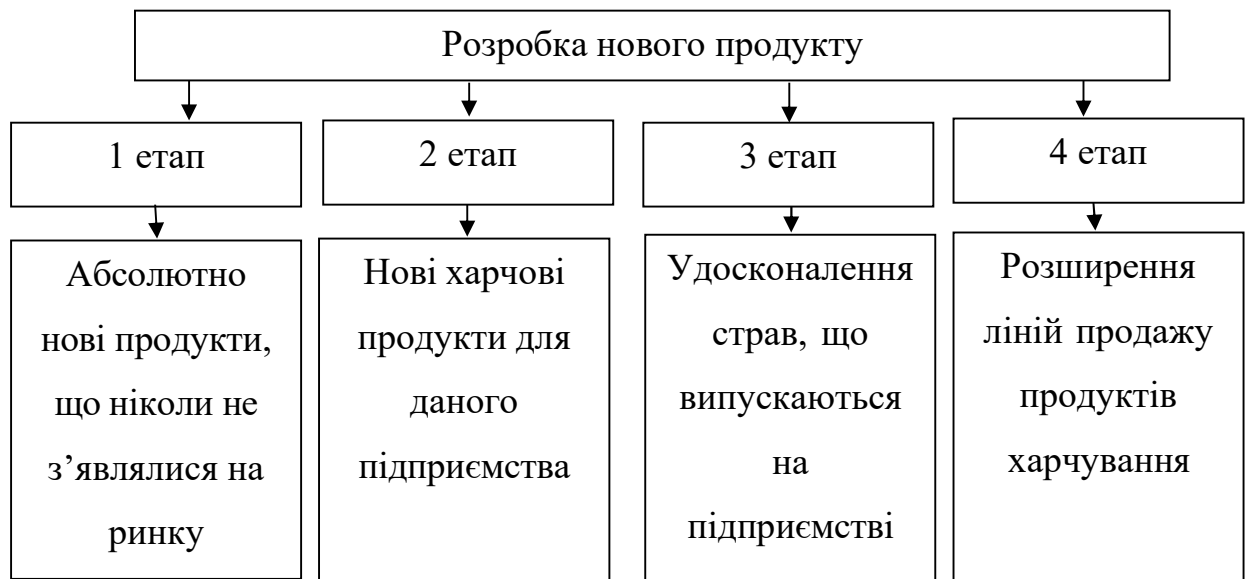 Розробка нового продукту
1 етап
2 етап
3 етап
4 етап
Абсолютно
нові продукти,
що ніколи не
з’являлися на
ринку
Нові харчові
продукти для
даного
підприємства
Удосконалення
страв, що
випускаються
на
підприємстві
Розширення
ліній продажу
продуктів
харчування